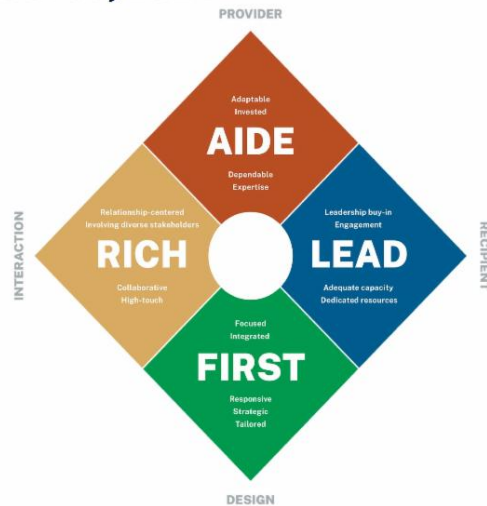 PROVIDER
Adaptable
Invested
AIDE
Dependable
Expertise
INTERACTION
Relationship-centered
Involving diverse stakeholders
RICH
Collaborative
High-touch
Leadership buy-in
Engagement
LEAD
Adequate capacity
Dedicated resources
RECIPIENT
Focused
Integrated
FIRST
Responsive
Strategic
Tailored
DESIGN